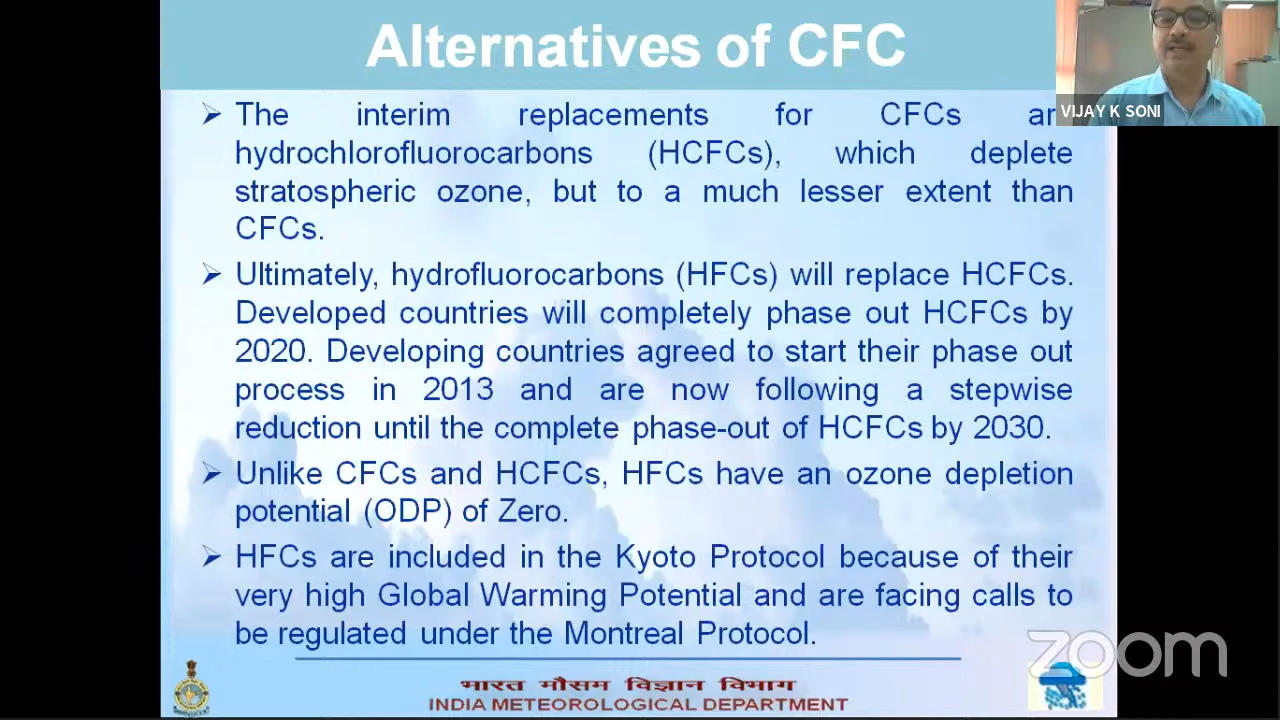 Alternatives of CFC
VIJAY K SONI
The interim replacements for CFCs ar
hydrochlorofluorocarbons (HCFCs), which deplete
stratospheric ozone, but to a much lesser extent than
CFCs.
Ultimately, hydrofluorocarbons (HFCs) will replace HCFCs.
Developed countries will completely phase out HCFCs by
2020. Developing countries agreed to start their phase out
process in 2013 and are now following a stepwise
reduction until the complete phase-out of HCFCs by 2030.
Unlike CFCs and HCFCs, HFCs have an ozone depletion
potential (ODP) of Zero.
HFCs are included in the Kyoto Protocol because of their
very high Global Warming Potential and are facing calls to
be regulated under the Montreal Protocol.
zoom
भारत मौसम विज्ञान विभाग
INDIA METEOROLOGICAL DEPARTMENT